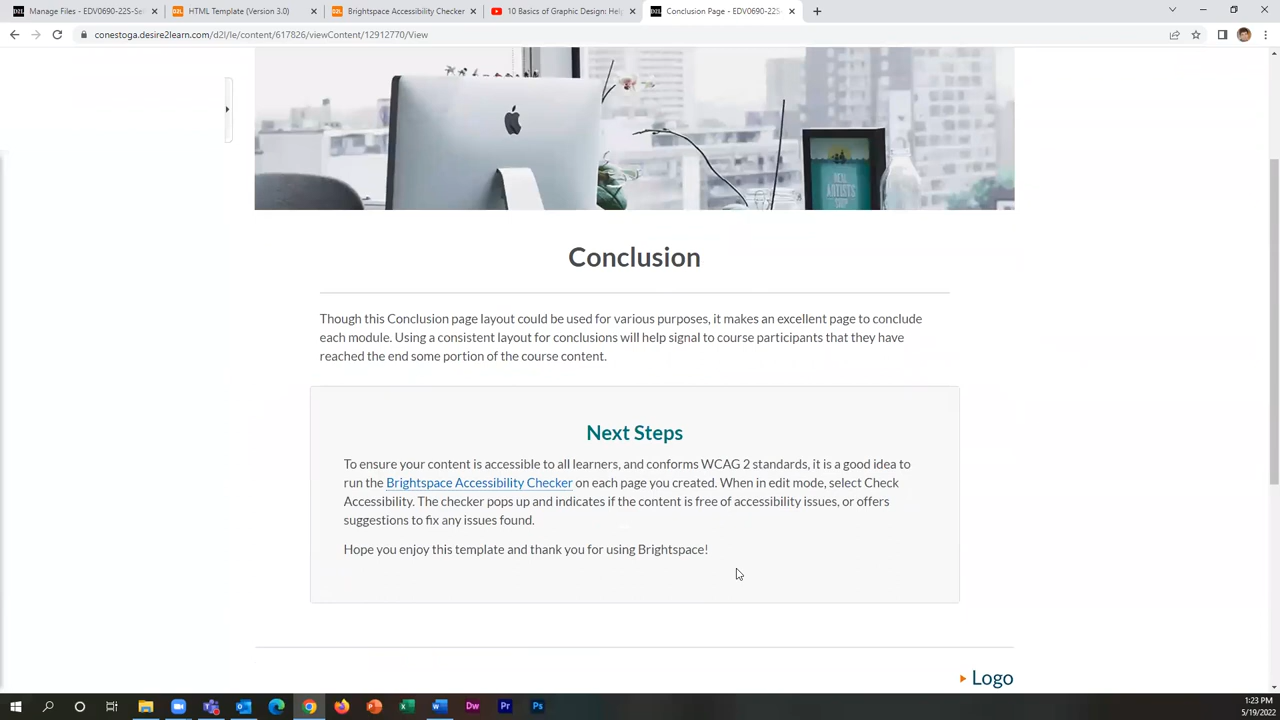 Manage Files - EDV0690-22S-Se
HTML Template (Version 3.0)
Brightspace Accessibility Checker
10 Basics of Graphic Design: Hel
Conclusion Page - EDV0690-22S
conestoga.desire2learn.com/d2l/le/content/617826/viewContent/12912770/View
REAL
ARTISTS
SHIP
Conclusion
Though this Conclusion page layout could be used for various purposes, it makes an excellent page to conclude
each module. Using a consistent layout for conclusions will help signal to course participants that they have
reached the end some portion of the course content.
Next Steps
To ensure your content is accessible to all learners, and conforms WCAG 2 standards, it is a good idea to
run the Brightspace Accessibility Checker on each page you created. When in edit mode, select Check
Accessibility. The checker pops up and indicates if the content is free of accessibility issues, or offers
suggestions to fix any issues found.
Hope you enjoy this template and thank you for using Brightspace!
Logo
Dw
Pr
Ps
1:23 PM
5/19/2022